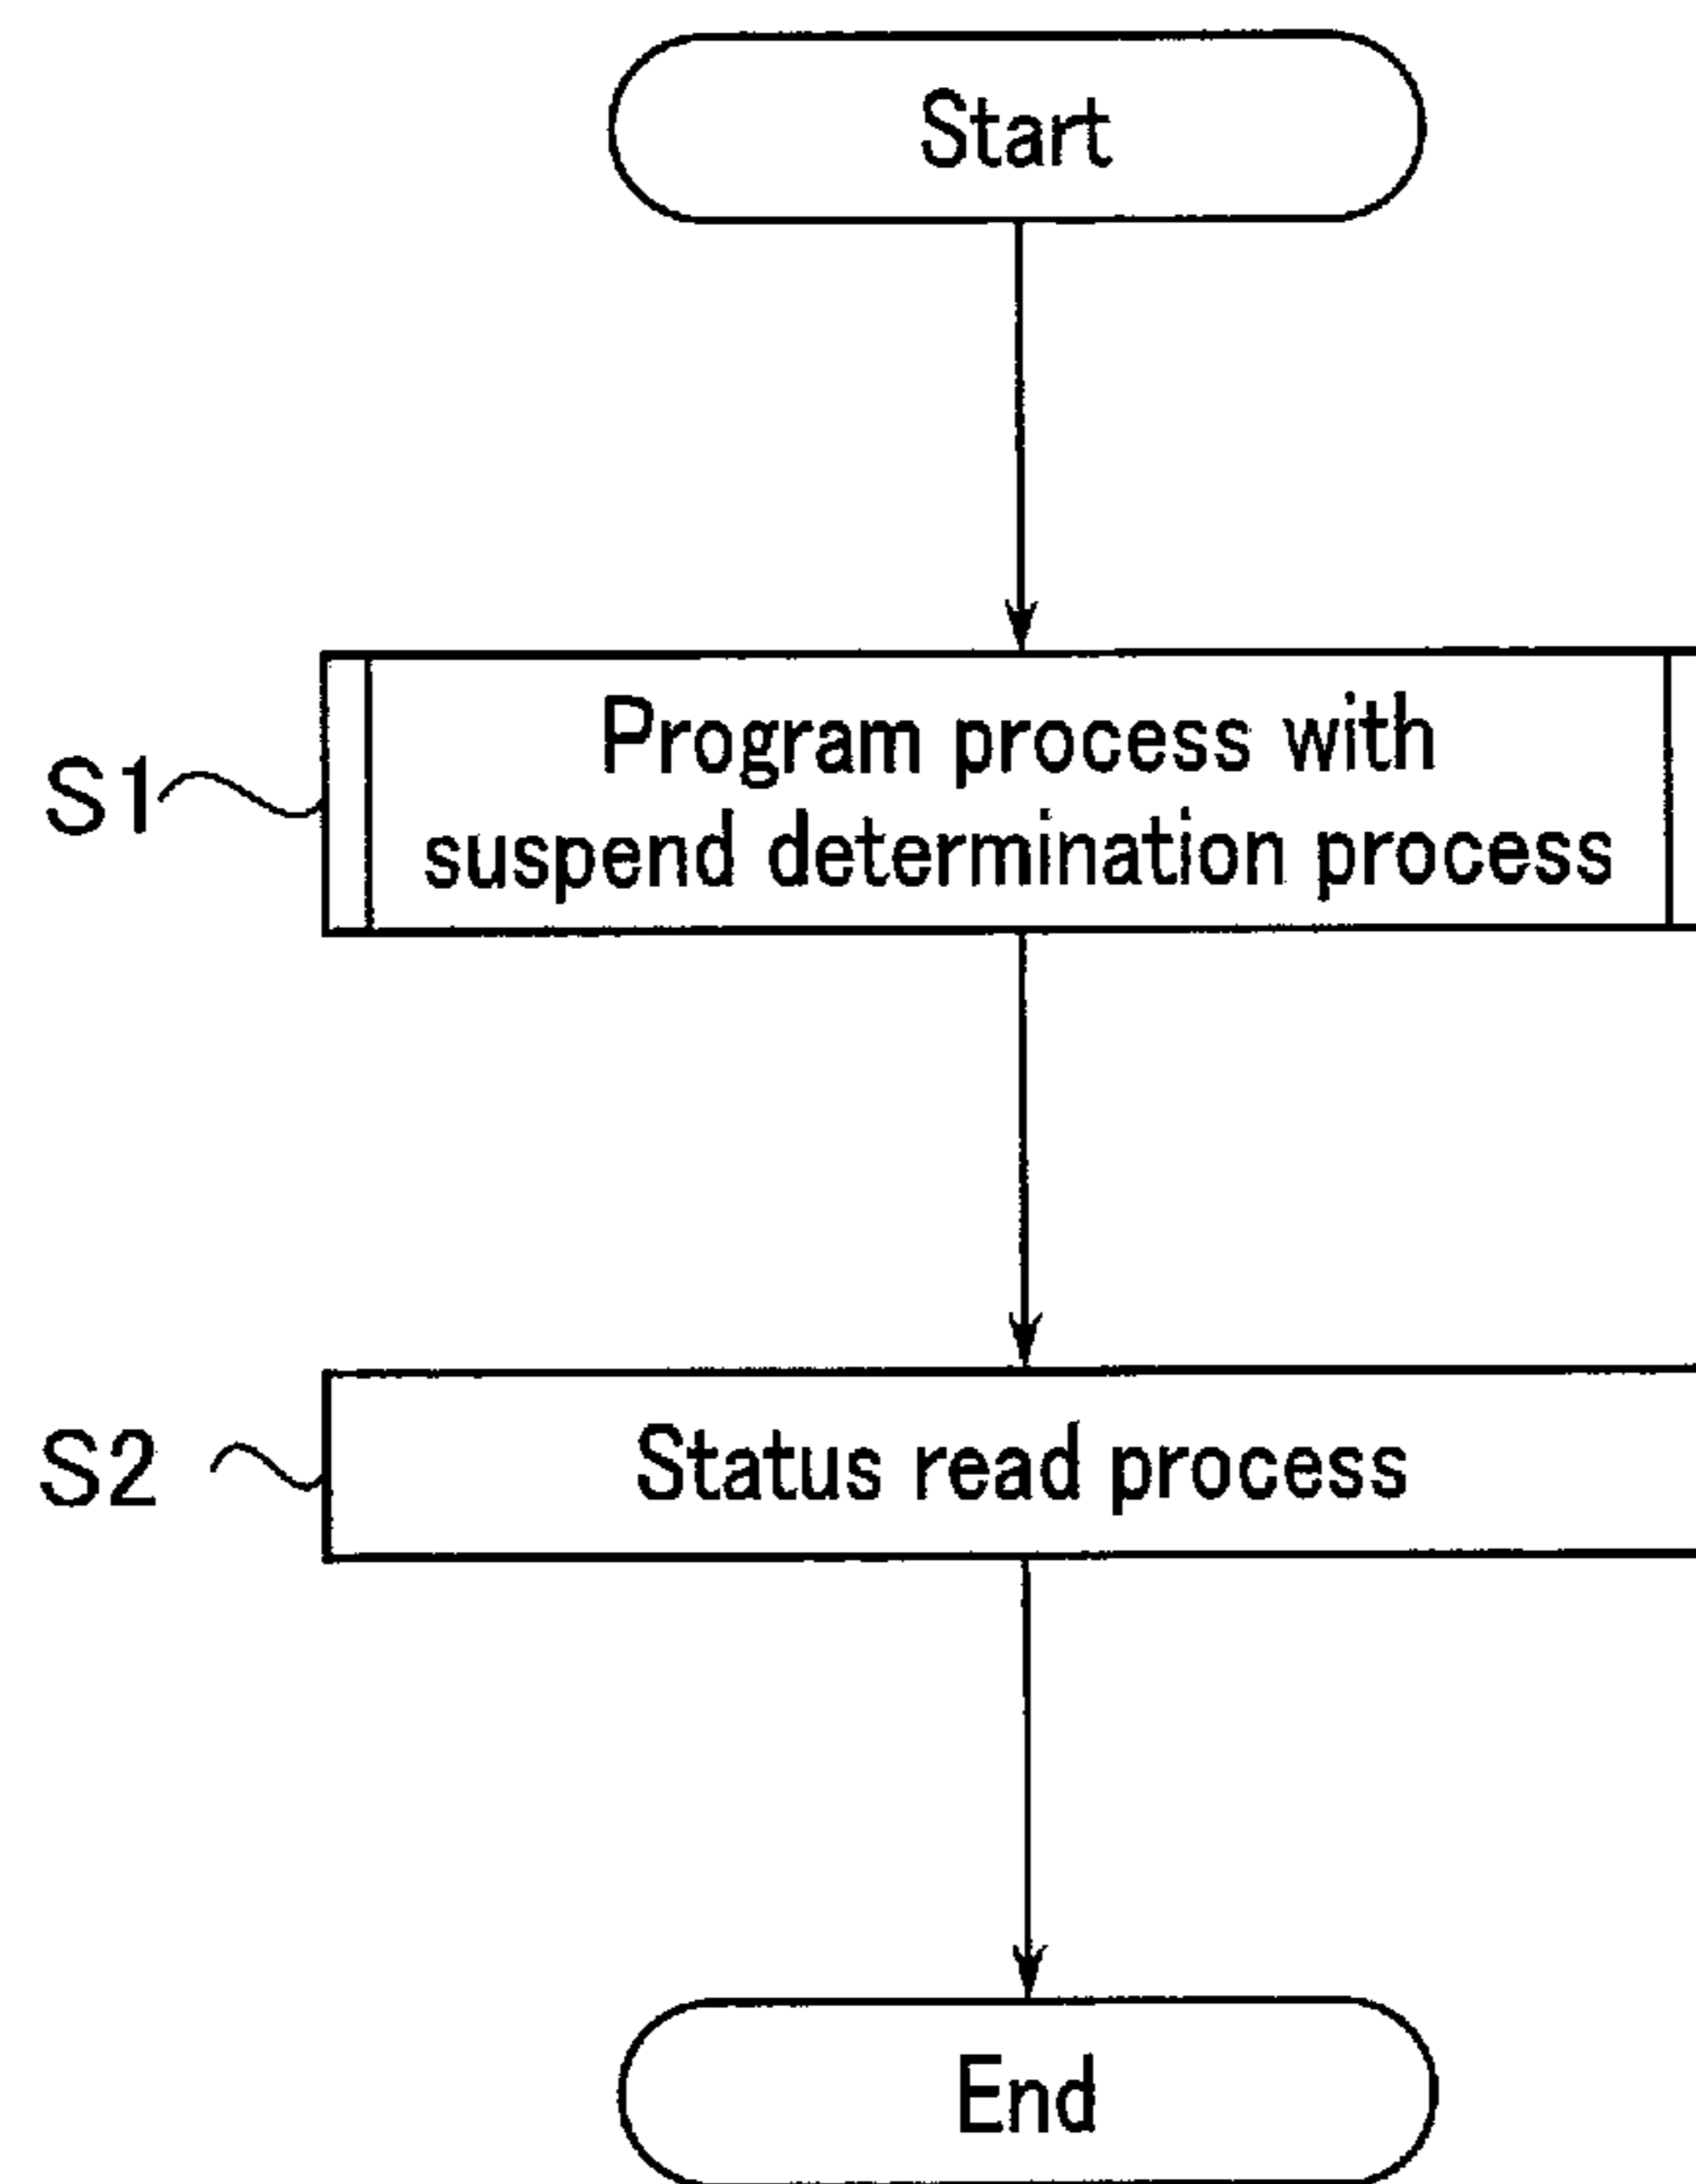 Start
S1
Program process with
suspend determination process
S2
Status read process
End